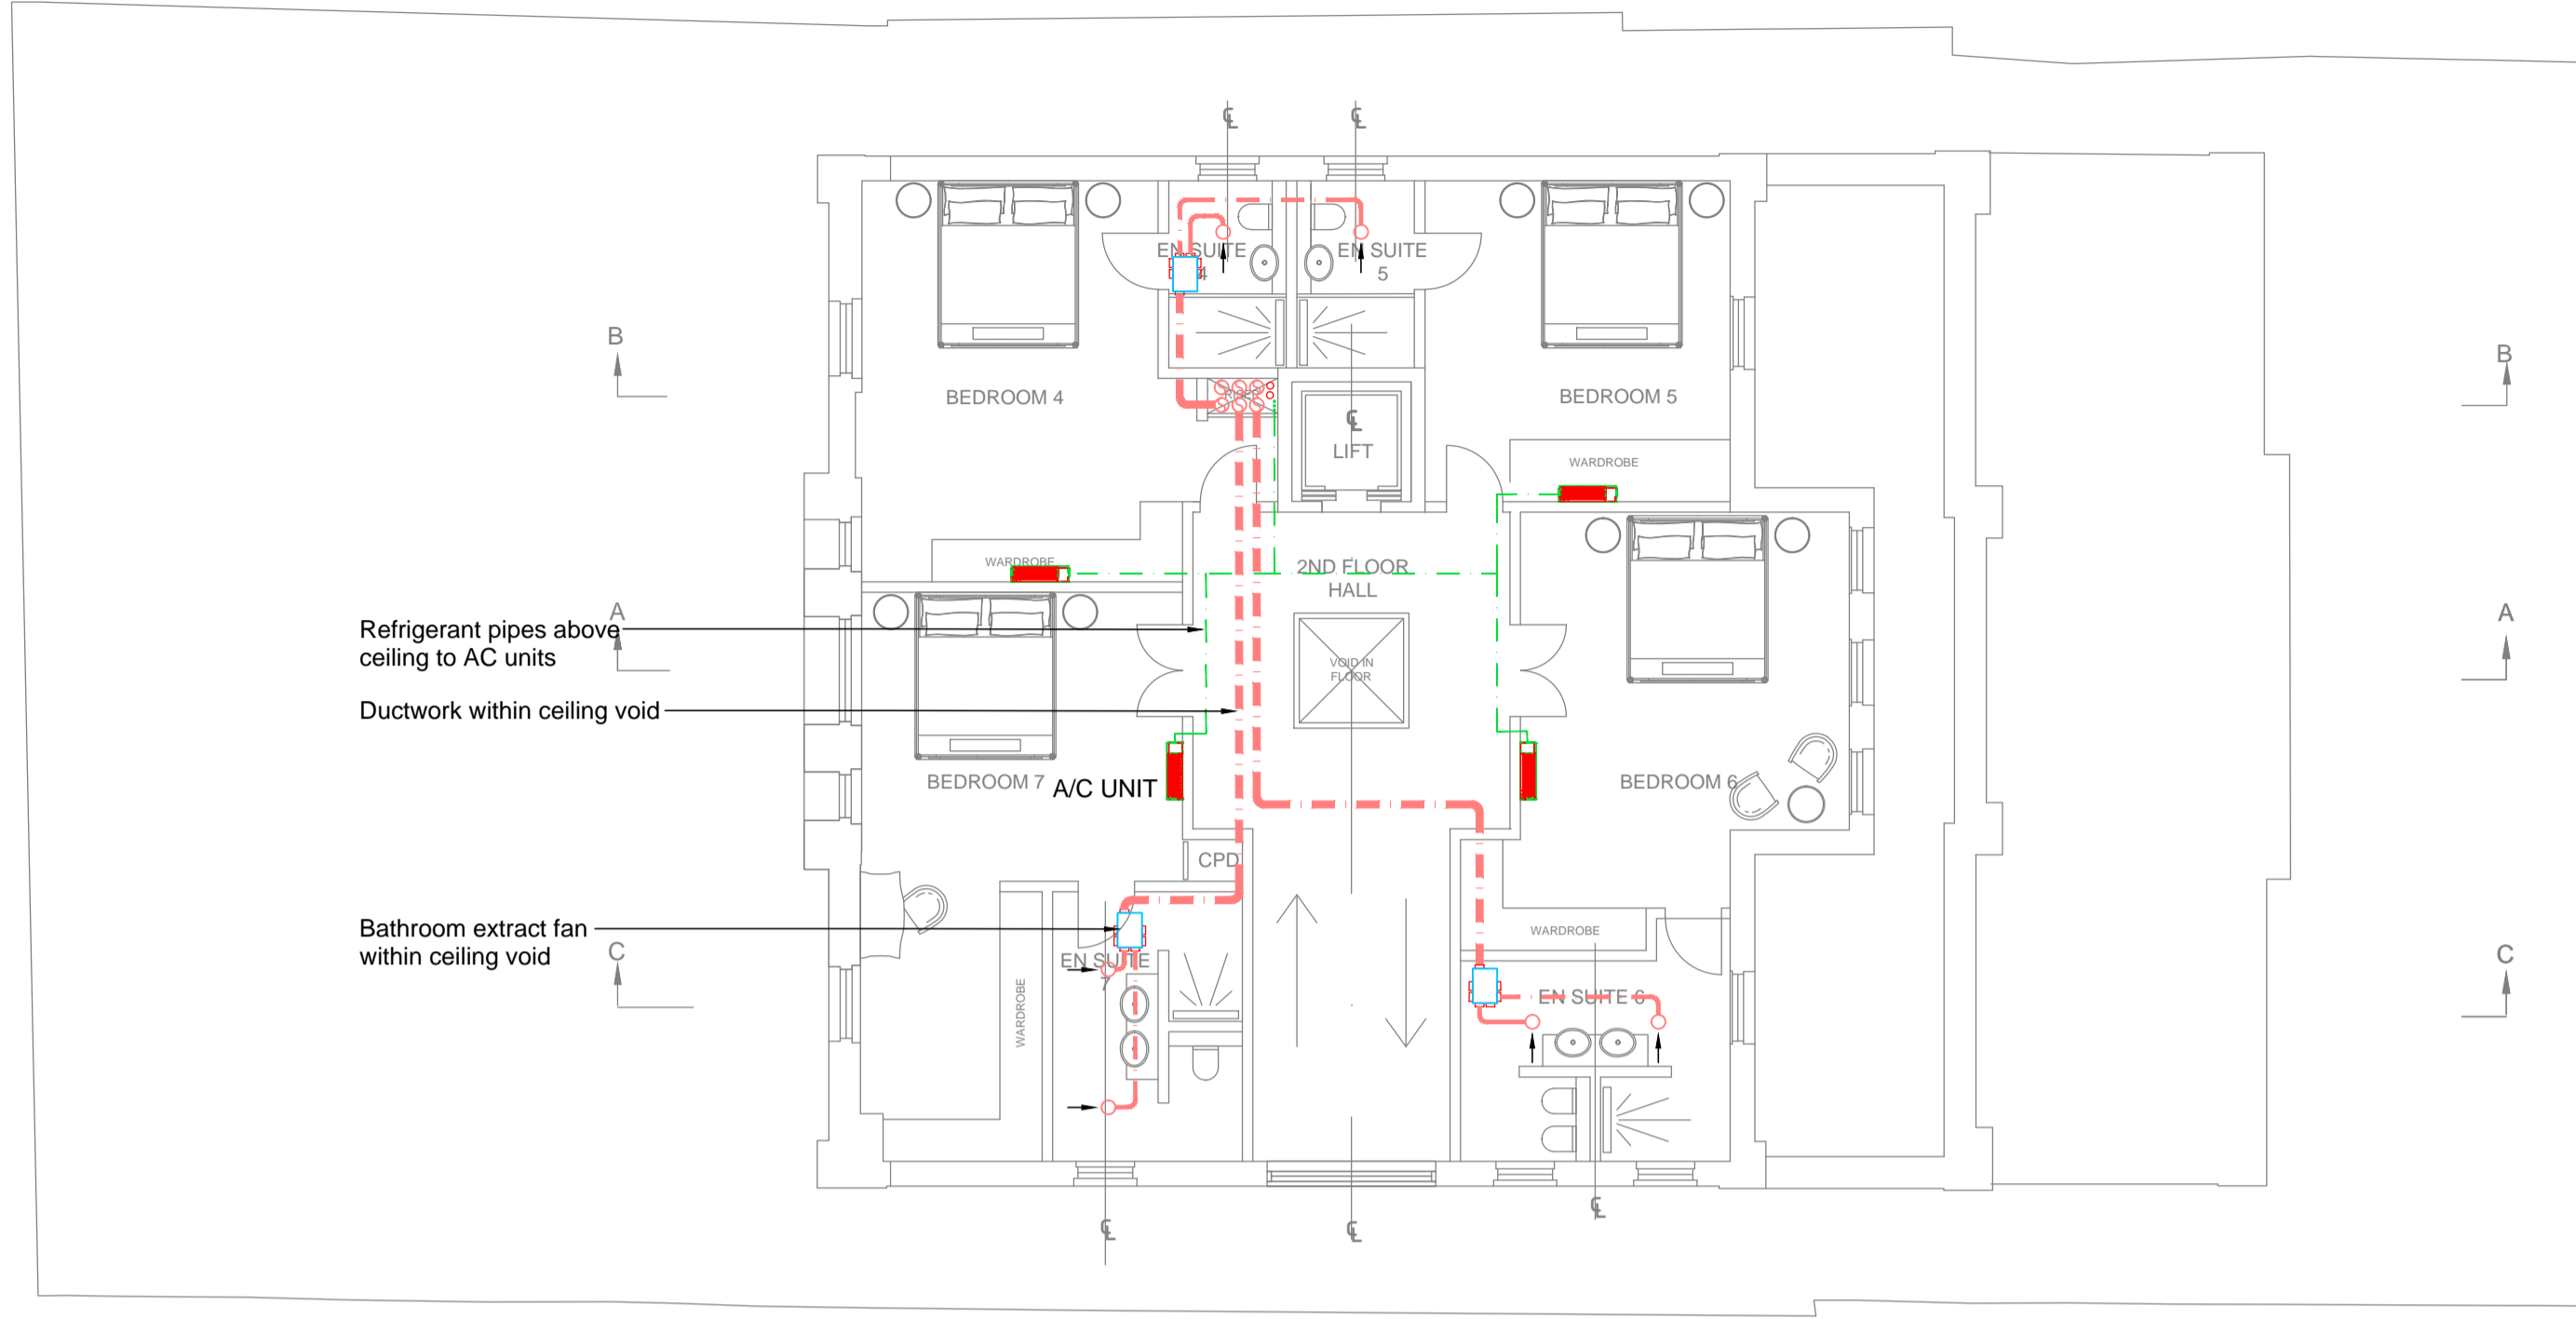 ℄
℄
EN SUITE
4
EN SUITE
5
B
B
BEDROOM 4
RISER
BEDROOM 5
℄
LIFT
WARDROBE
WARDROBE
2ND FLOOR
HALL
A
A
Refrigerant pipes above
ceiling to AC units
VOID IN
FLOOR
Ductwork within ceiling void
BEDROOM 7
A/C UNIT
BEDROOM 6
CPD
Bathroom extract fan
within ceiling void
WARDROBE
C
C
EN SUITE
7
EN SUITE 6
WARDROBE
℄
℄
℄